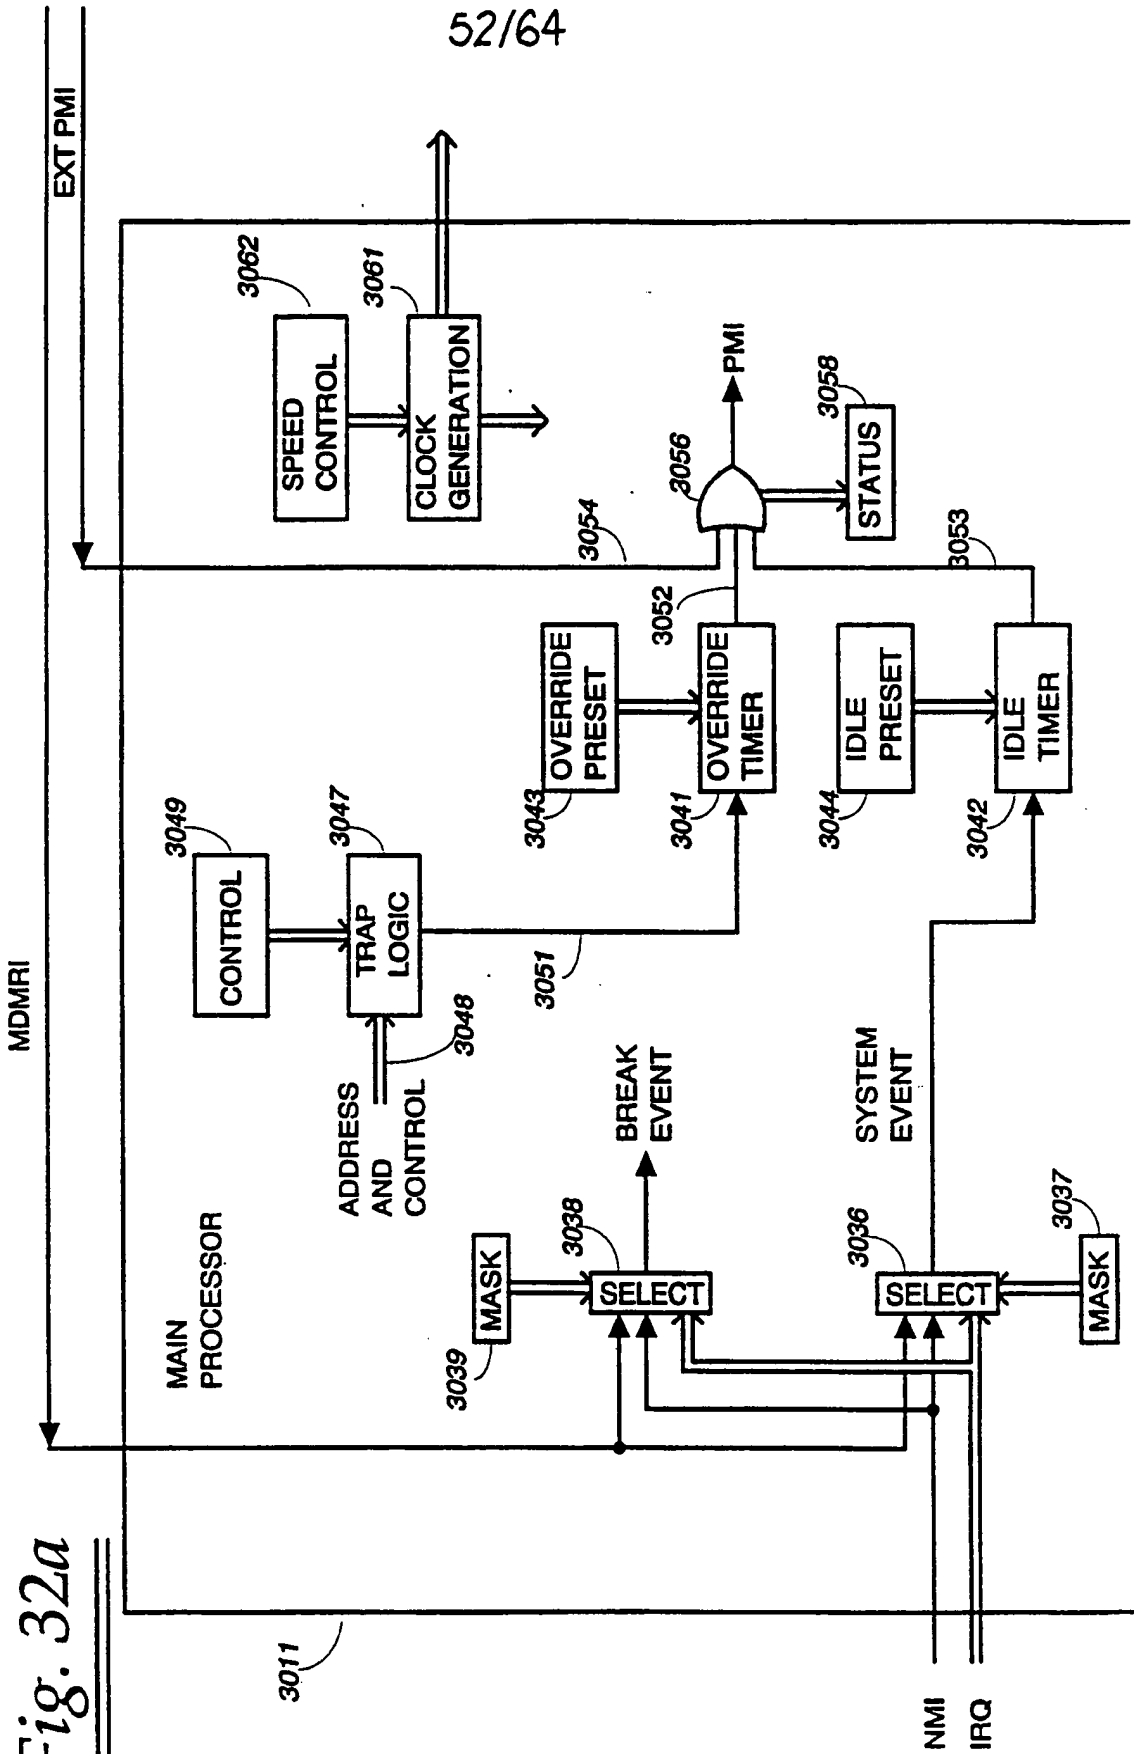 52/64
Fig. 32a
MDMRI
EXT PMI
MAIN
PROCESSOR
3011
3049
CONTROL
3047
TRAP
LOGIC
ADDRESS
AND
CONTROL
3048
3051
3062
SPEED
CONTROL
3061
CLOCK
GENERATION
3039
MASK
3038
SELECT
BREAK
EVENT
3043
OVERRIDE
PRESET
3041
OVERRIDE
TIMER
3052
3054
3056
PMI
3058
STATUS
3053
3044
IDLE
PRESET
3042
IDLE
TIMER
SYSTEM
EVENT
3036
SELECT
3037
MASK
NMI
IRQ